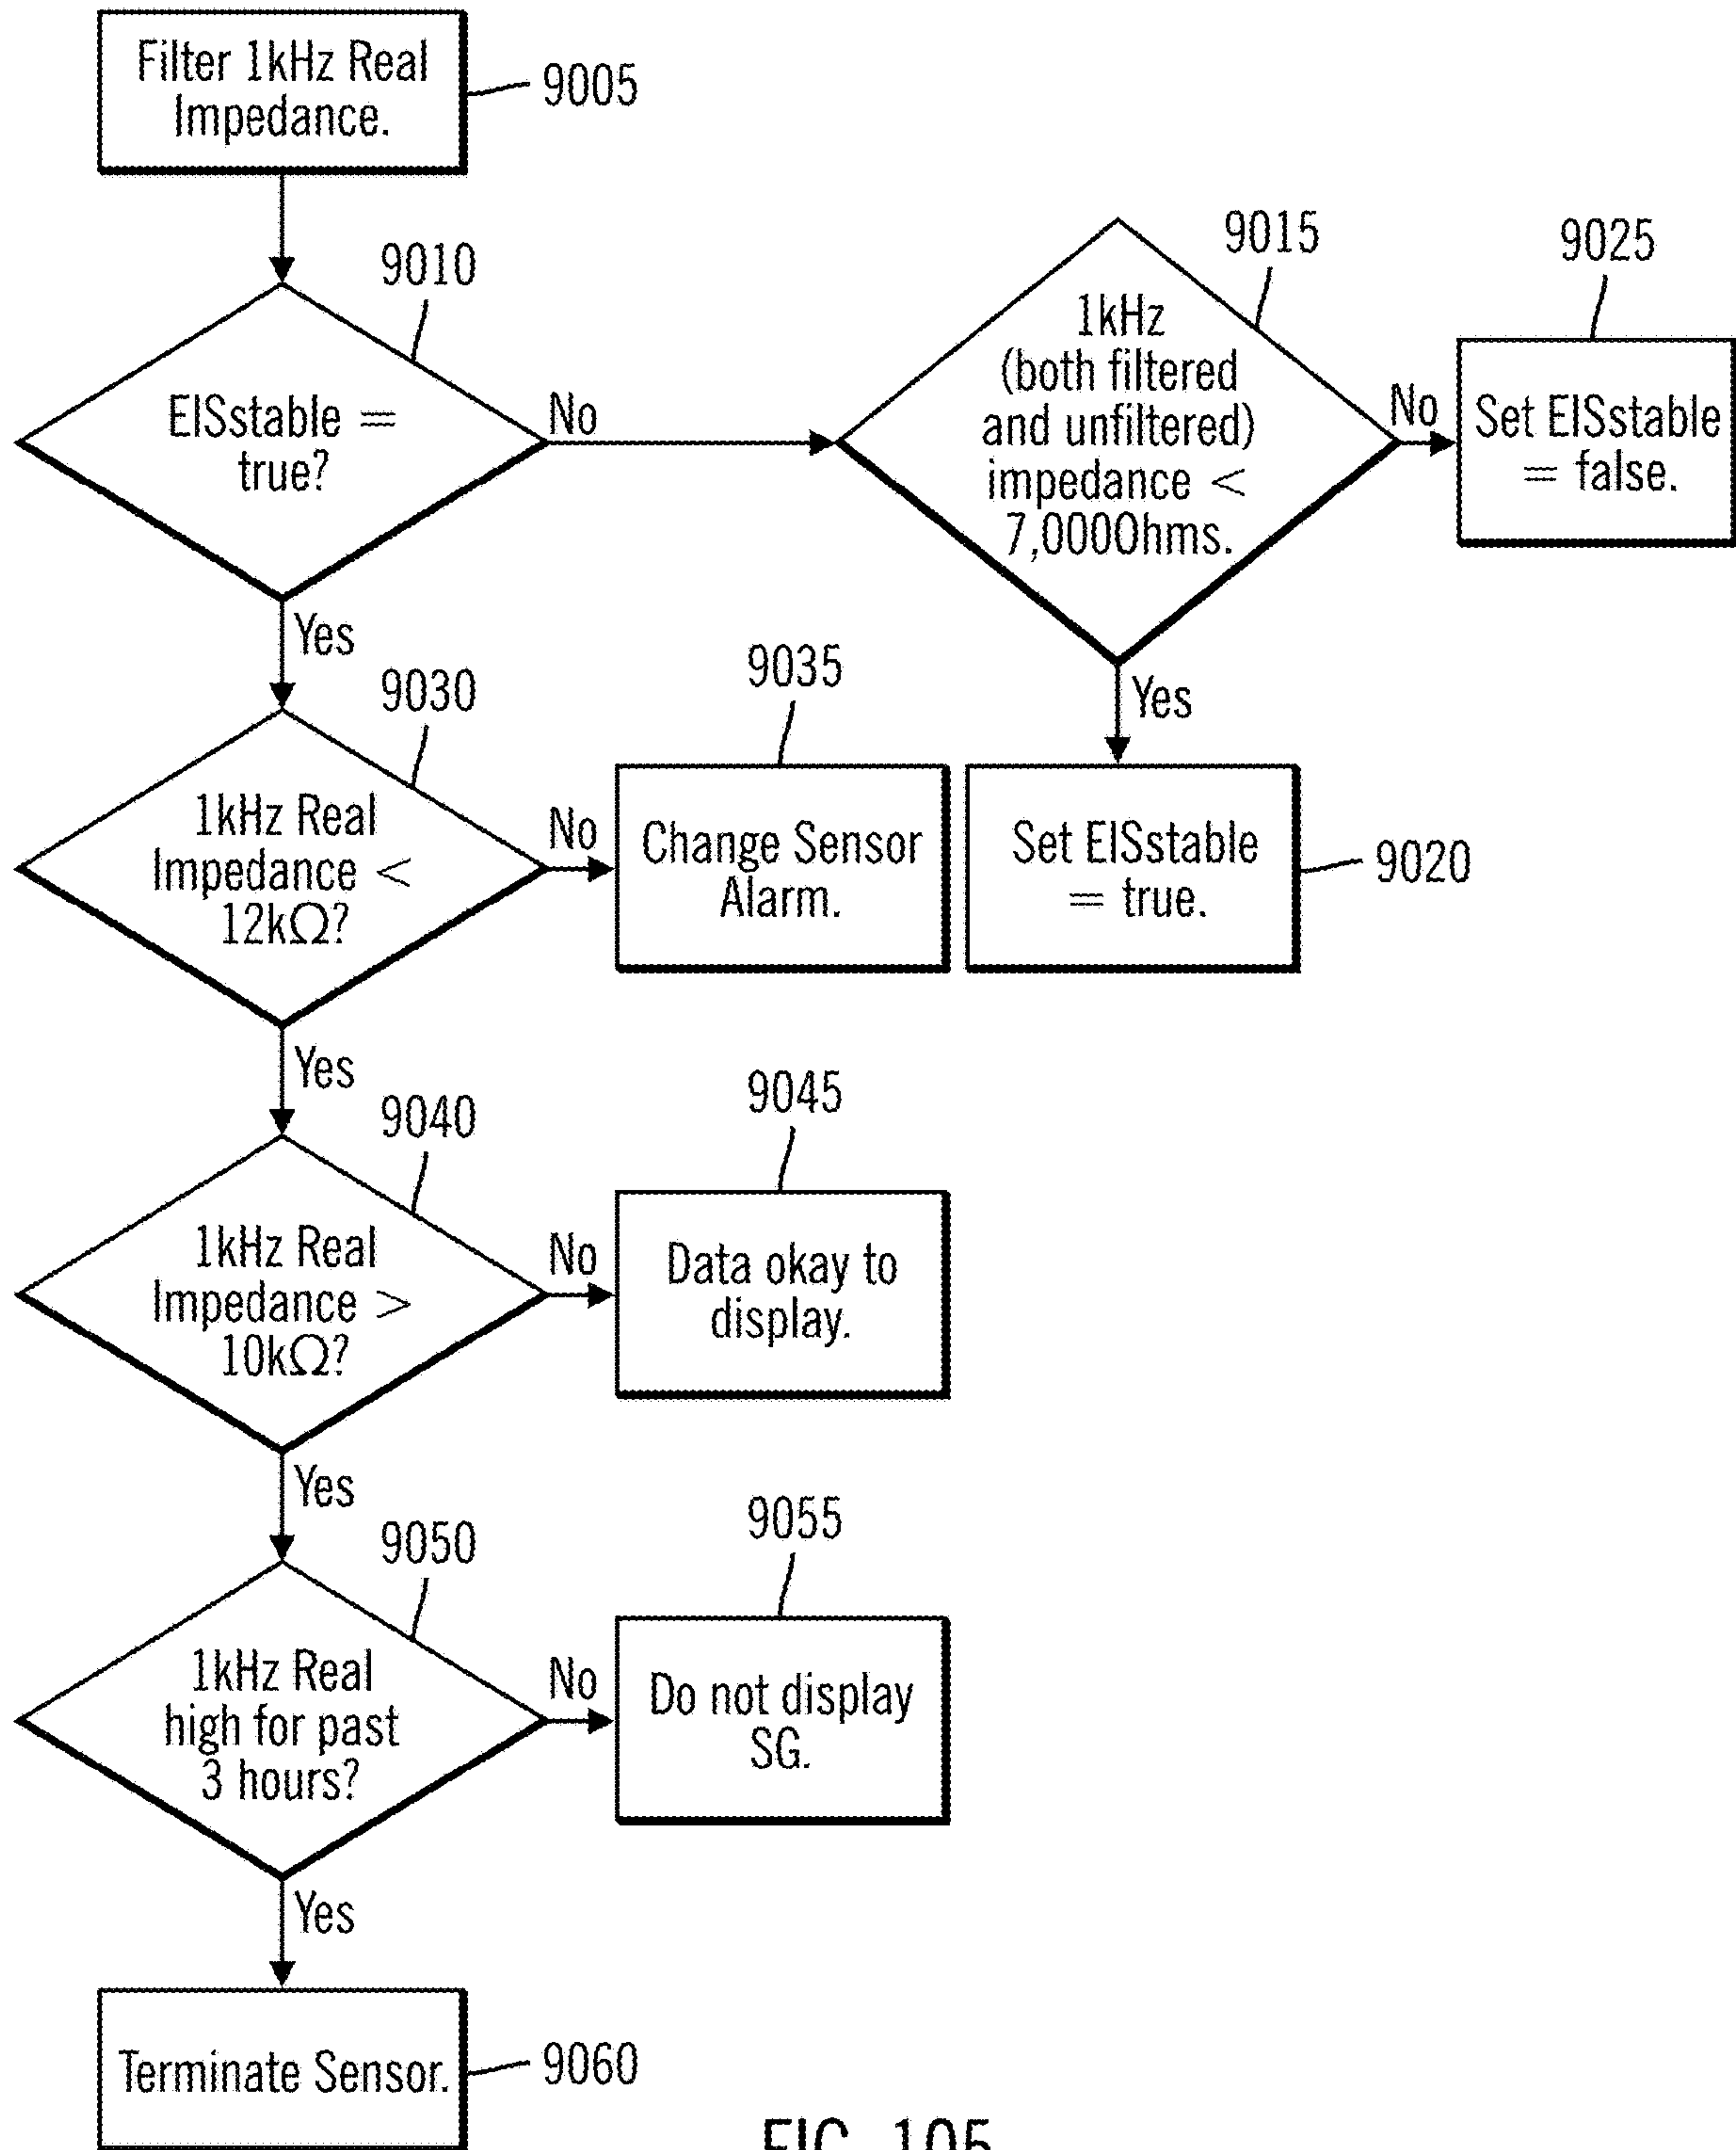 Filter 1kHz Real
Impedance.
9005
9010
EISstable =
true?
No
9015
1kHz
(both filtered
and unfiltered)
impedance <
7,000Ohms.
No
9025
Set EISstable
= false.
Yes
Yes
9020
Set EISstable
= true.
9030
1kHz Real
Impedance <
12kΩ?
No
9035
Change Sensor
Alarm.
Yes
9040
1kHz Real
Impedance >
10kΩ?
No
9045
Data okay to
display.
Yes
9050
1kHz Real
high for past
3 hours?
No
9055
Do not display
SG.
Yes
Terminate Sensor.
9060
FIG. 105